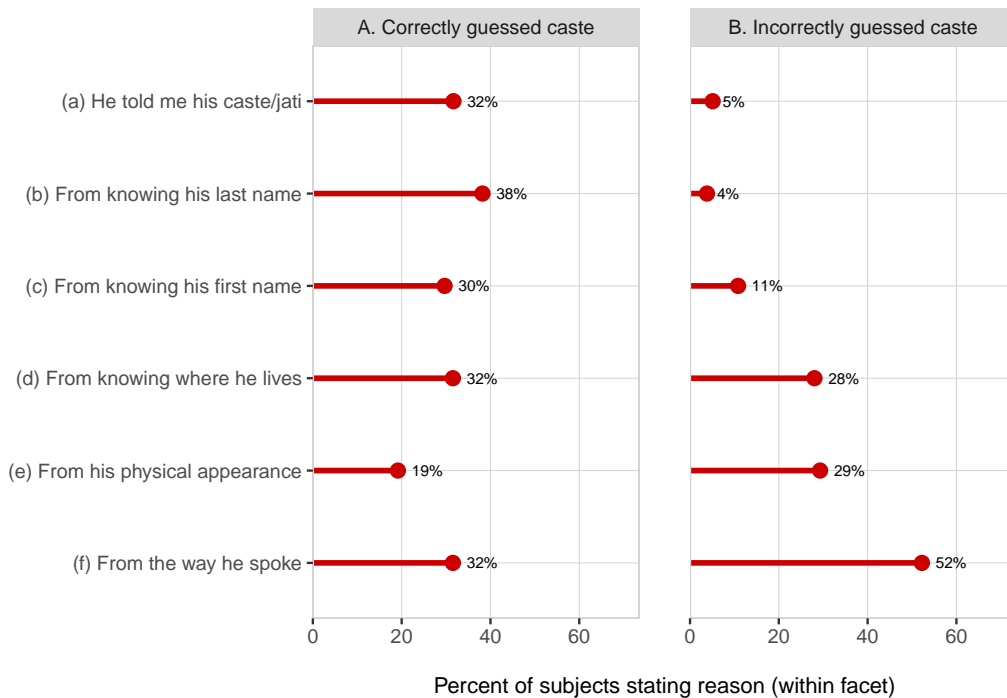 A. Correctly guessed caste
B. Incorrectly guessed caste
(a) He told me his caste/jati
32%
5%
(b) From knowing his last name
38%
4%
(c) From knowing his first name
30%
11%
(d) From knowing where he lives
32%
28%
(e) From his physical appearance
19%
29%
(f) From the way he spoke
32%
52%
0 20 40 60
0 20 40 60
Percent of subjects stating reason (within facet)